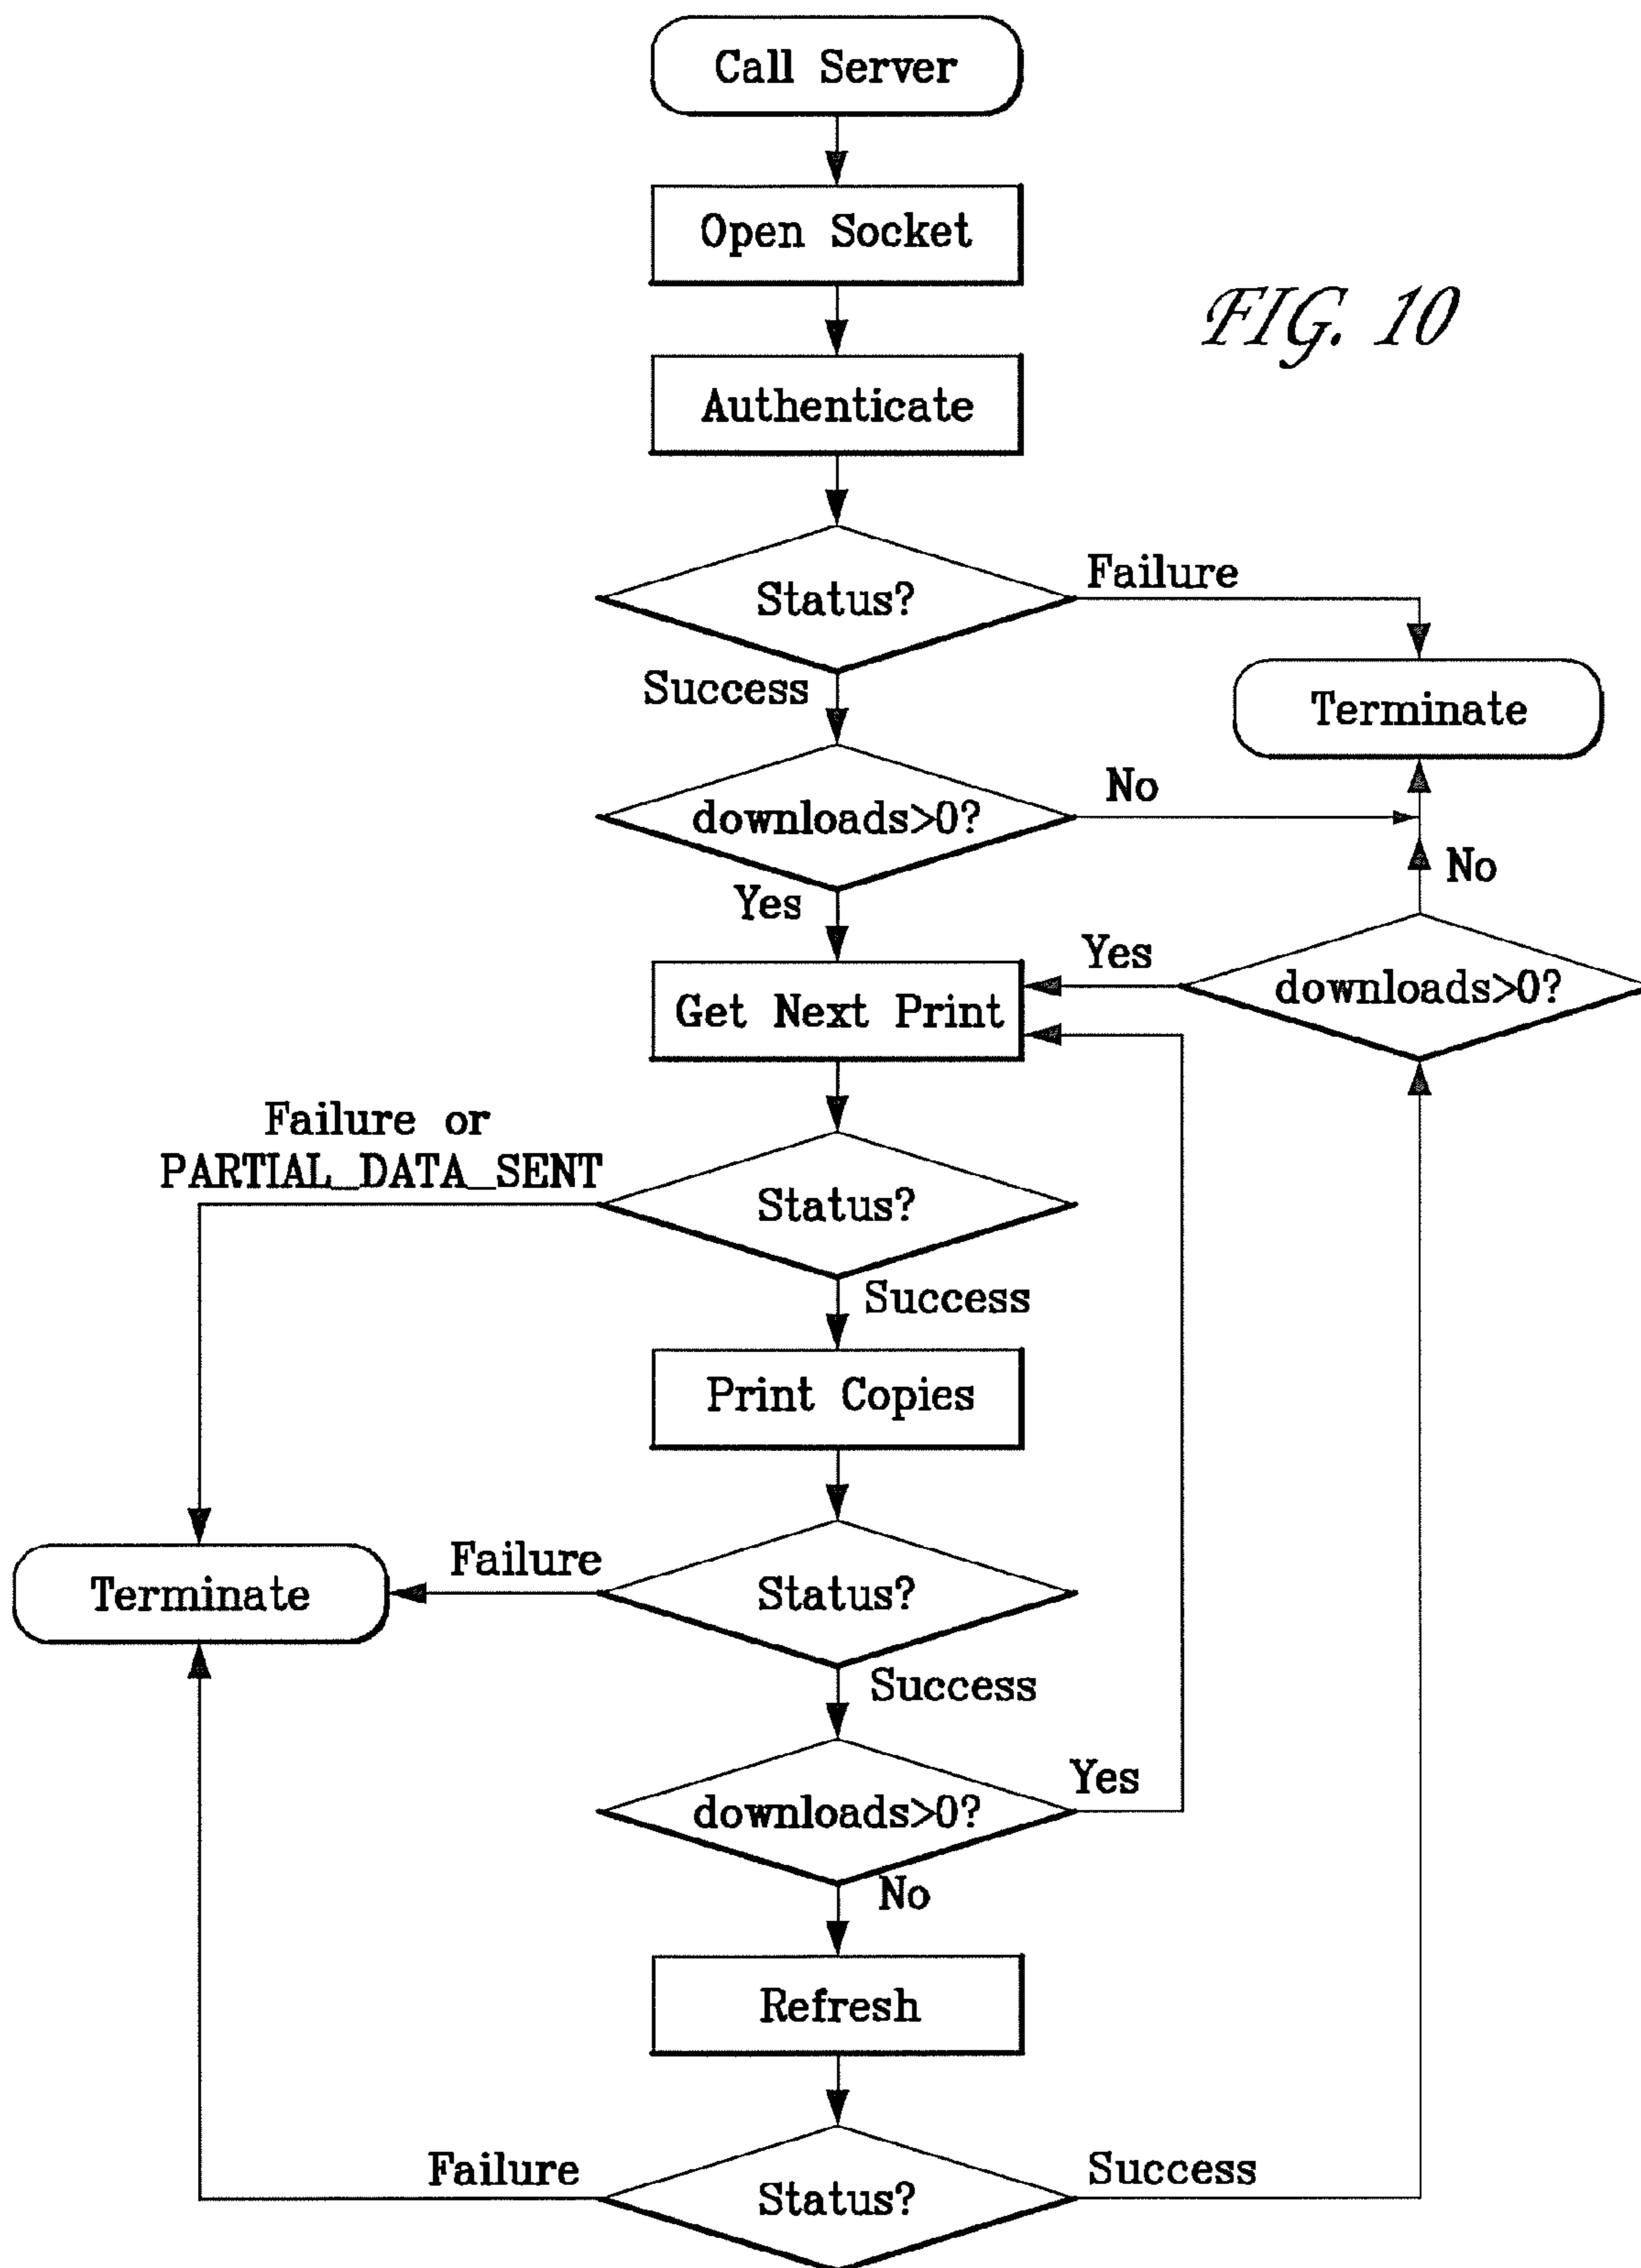 Call Server
Open Socket
FIG. 10
Authenticate
Status?
Failure
Success
Terminate
downloads>0?
No
Yes
No
Get Next Print
Yes
downloads>0?
Failure or
PARTIAL_DATA_SENT
Status?
Success
Print Copies
Terminate
Failure
Status?
Success
downloads>0?
Yes
No
Refresh
Failure
Status?
Success